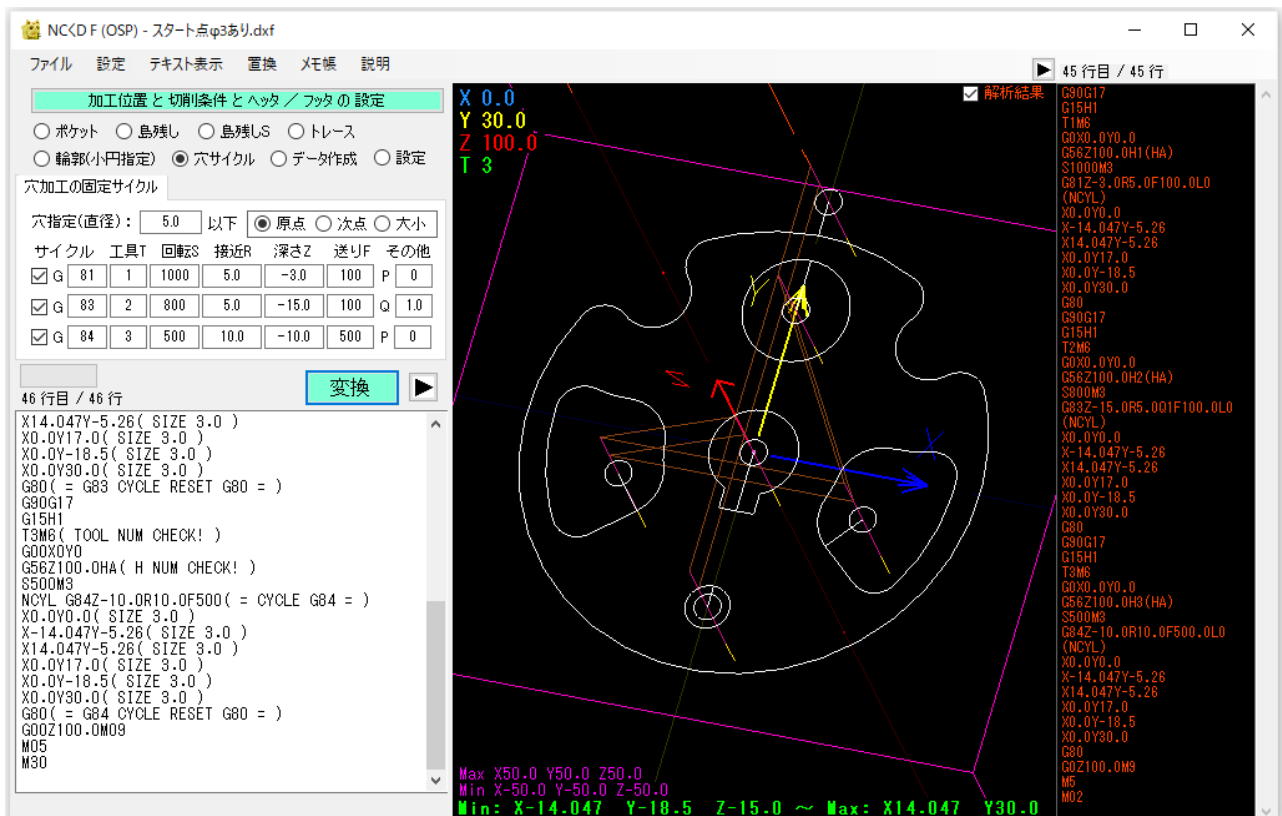 NCくD F (OSP) - スタート点φ3あり.dxf
ファイル 設定 テキスト表示 置換 メモ帳 説明
45 行目 / 45 行
加工位置 と 切削条件 と ヘッタ ／ フッタ の 設定
ポケット 島残し 島残しS トレース
輪郭(小円指定) 穴サイクル データ作成 設定
穴加工の固定サイクル
穴指定(直径)： 5.0 以下 原点 次点 大小
サイクル 工具T 回転S 接近R 深さZ 送りF その他
G 81 1 1000 5.0 -3.0 100 P 0
G 83 2 800 5.0 -15.0 100 Q 1.0
G 84 3 500 10.0 -10.0 500 P 0
変換
46 行目 / 46 行
X14.047Y-5.26( SIZE 3.0 )
X0.0Y17.0( SIZE 3.0 )
X0.0Y-18.5( SIZE 3.0 )
X0.0Y30.0( SIZE 3.0 )
G80( = G83 CYCLE RESET G80 = )
G90G17
G15H1
T3M6( TOOL NUM CHECK! )
G00X0Y0
G56Z100.0HA( H NUM CHECK! )
S500M3
NCYL G84Z-10.0R10.0F500( = CYCLE G84 = )
X0.0Y0.0( SIZE 3.0 )
X-14.047Y-5.26( SIZE 3.0 )
X14.047Y-5.26( SIZE 3.0 )
X0.0Y17.0( SIZE 3.0 )
X0.0Y-18.5( SIZE 3.0 )
X0.0Y30.0( SIZE 3.0 )
G80( = G84 CYCLE RESET G80 = )
G00Z100.0M09
M05
M30
X 0.0
Y 30.0
Z 100.0
T 3
解析結果
Y
Z
X
Max X50.0 Y50.0 Z50.0
Min X-50.0 Y-50.0 Z-50.0
Min: X-14.047 Y-18.5 Z-15.0 ～ Max: X14.047 Y30.0
G90G17
G15H1
T1M6
G0X0.0Y0.0
G56Z100.0H1(HA)
S1000M3
G81Z-3.0R5.0F100.0L0
(NCYL)
X0.0Y0.0
X-14.047Y-5.26
X14.047Y-5.26
X0.0Y17.0
X0.0Y-18.5
X0.0Y30.0
G80
G90G17
G15H1
T2M6
G0X0.0Y0.0
G56Z100.0H2(HA)
S800M3
G83Z-15.0R5.0Q1F100.0L0
(NCYL)
X0.0Y0.0
X-14.047Y-5.26
X14.047Y-5.26
X0.0Y17.0
X0.0Y-18.5
X0.0Y30.0
G80
G90G17
G15H1
T3M6
G0X0.0Y0.0
G56Z100.0H3(HA)
S500M3
G84Z-10.0R10.0F500.0L0
(NCYL)
X0.0Y0.0
X-14.047Y-5.26
X14.047Y-5.26
X0.0Y17.0
X0.0Y-18.5
X0.0Y30.0
G80
G0Z100.0M9
M5
M02